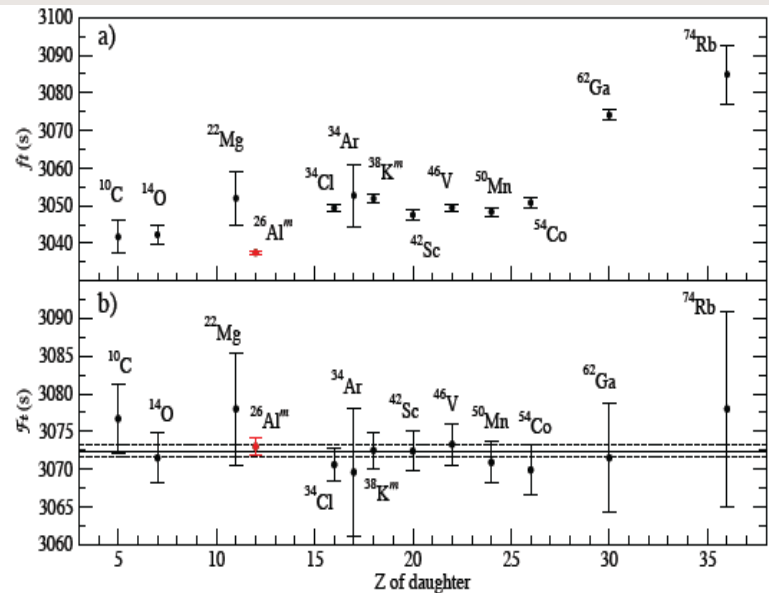 a)
ft (s)
3100
3090
3080
3070
3060
3050
3040
¹⁰C
¹⁴O
²²Mg
²⁶Alᵐ
³⁴Cl
³⁴Ar
³⁸Kᵐ
⁴²Sc
⁴⁶V
⁵⁰Mn
⁵⁴Co
⁶²Ga
⁷⁴Rb
b)
ℱt (s)
3090
3085
3080
3075
3070
3065
3060
¹⁰C
¹⁴O
²²Mg
²⁶Alᵐ
³⁴Cl
³⁴Ar
³⁸Kᵐ
⁴²Sc
⁴⁶V
⁵⁰Mn
⁵⁴Co
⁶²Ga
⁷⁴Rb
5 10 15 20 25 30 35
Z of daughter